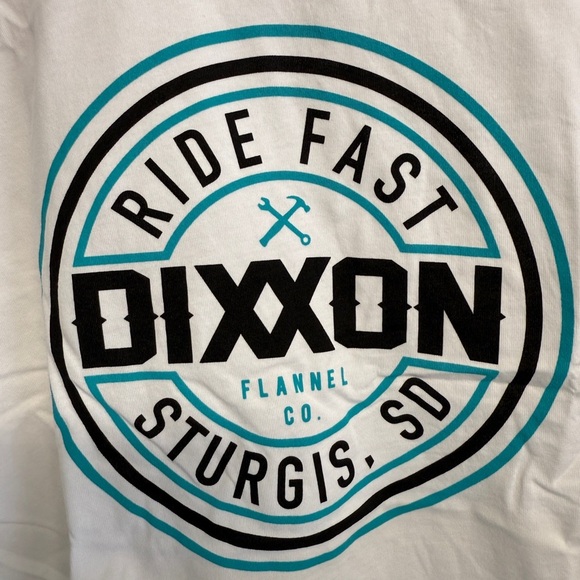 RIDE FAST
DIXXON
FLANNEL
CO.
STURGIS, SD